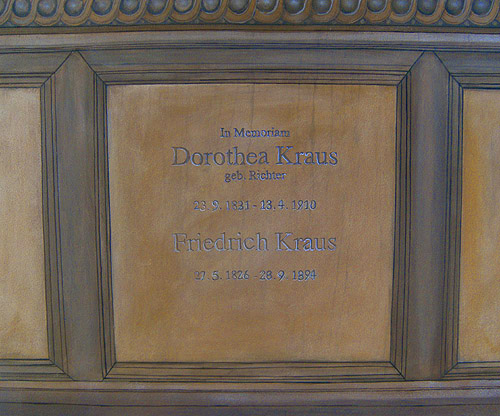 In Memoriam
Dorothea Kraus
geb. Richter
23. 9. 1831 - 13. 4. 1910
Friedrich Kraus
27. 5. 1826 - 28. 9. 1894